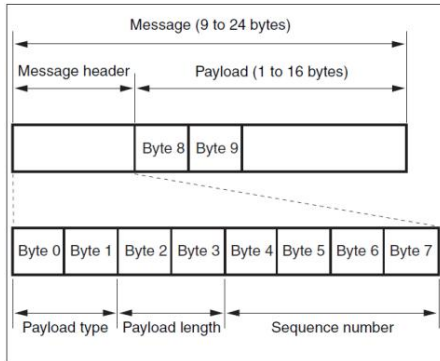 Message (9 to 24 bytes)
Message header
Payload (1 to 16 bytes)
Byte 8
Byte 9
Byte 0
Byte 1
Byte 2
Byte 3
Byte 4
Byte 5
Byte 6
Byte 7
Payload type
Payload length
Sequence number